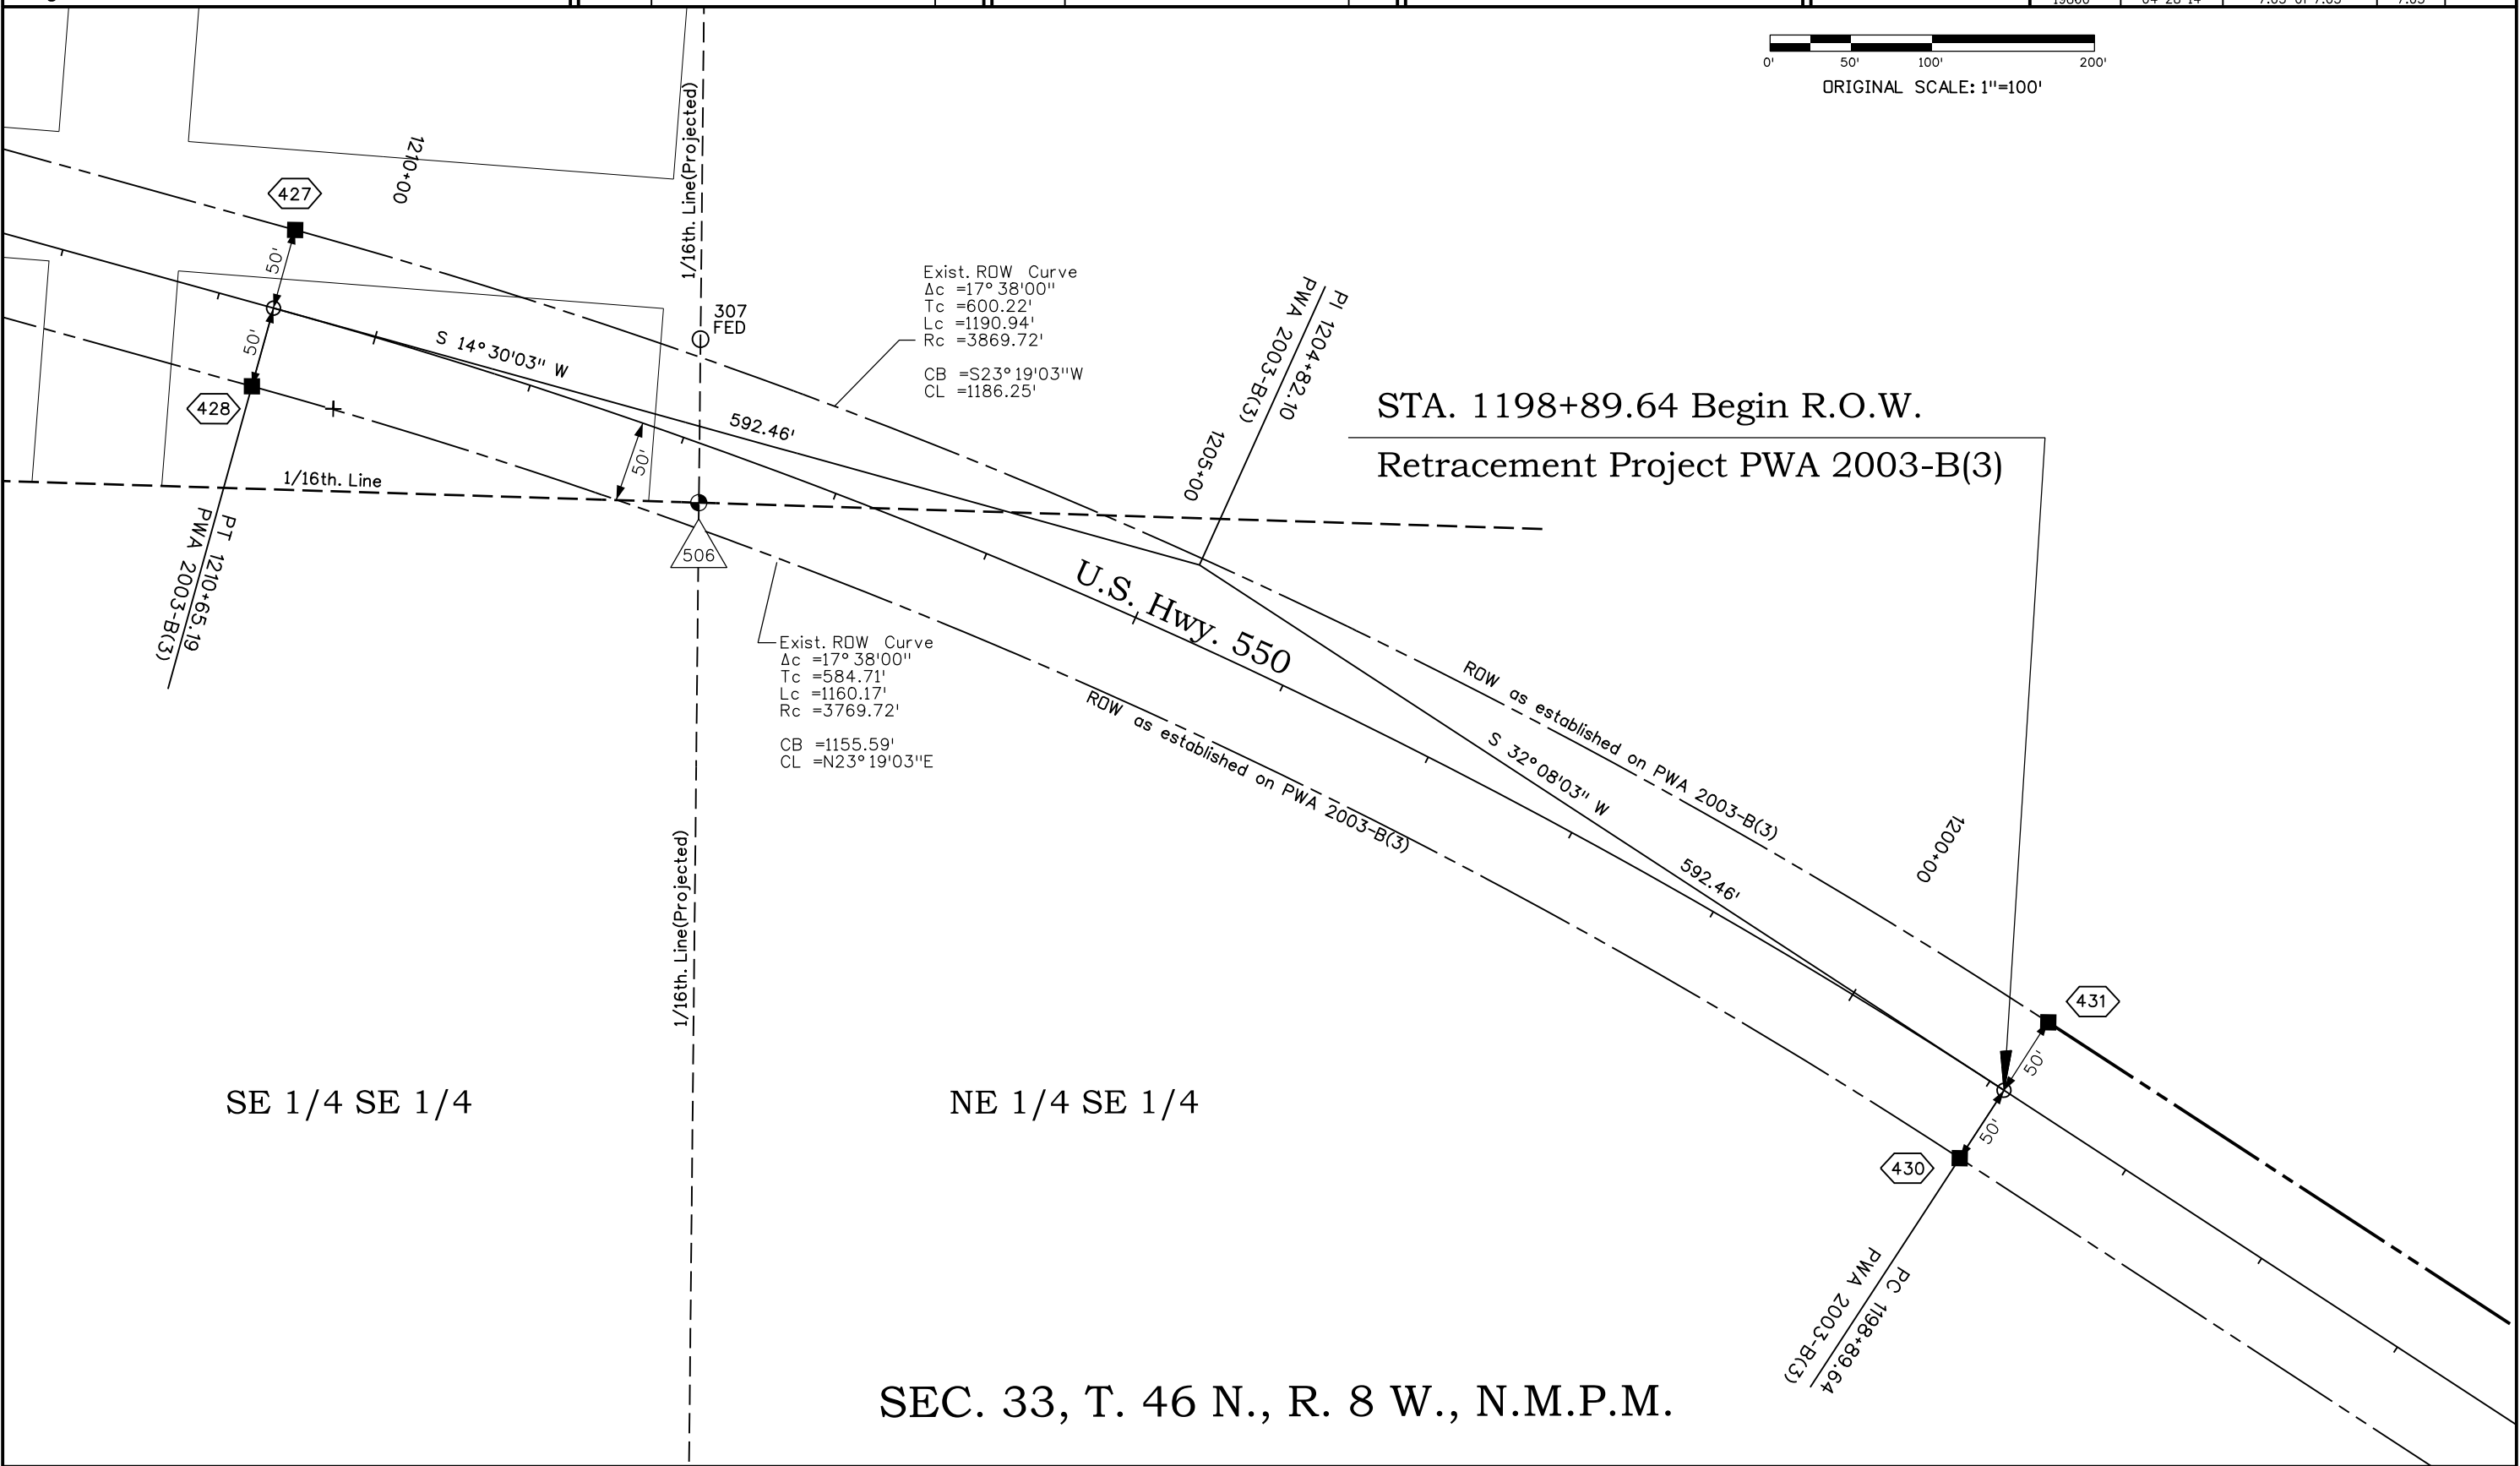 0'
50'
100'
200'
ORIGINAL SCALE: 1"=100'
1/16th. Line(Projected)
1210+00
427
50'
50'
428
S 14°30'03" W
307
FED
Exist. ROW Curve
Δc =17°38'00"
Tc =600.22'
Lc =1190.94'
Rc =3869.72'
CB =S23°19'03"W
CL =1186.25'
PI 1204+82.10
PWA 2003-B(3)
1205+00
STA. 1198+89.64 Begin R.O.W.
Retracement Project PWA 2003-B(3)
592.46'
50'
1/16th. Line
506
PT 1210+65.19
PWA 2003-B(3)
U.S. Hwy. 550
Exist. ROW Curve
Δc =17°38'00"
Tc =584.71'
Lc =1160.17'
Rc =3769.72'
CB =1155.59'
CL =N23°19'03"E
ROW as established on PWA 2003-B(3)
ROW as established on PWA 2003-B(3)
S 32°08'03" W
592.46'
1200+00
1/16th. Line(Projected)
431
50'
50'
430
SE 1/4 SE 1/4
NE 1/4 SE 1/4
PC 1198+89.64
PWA 2003-B(3)
SEC. 33, T. 46 N., R. 8 W., N.M.P.M.